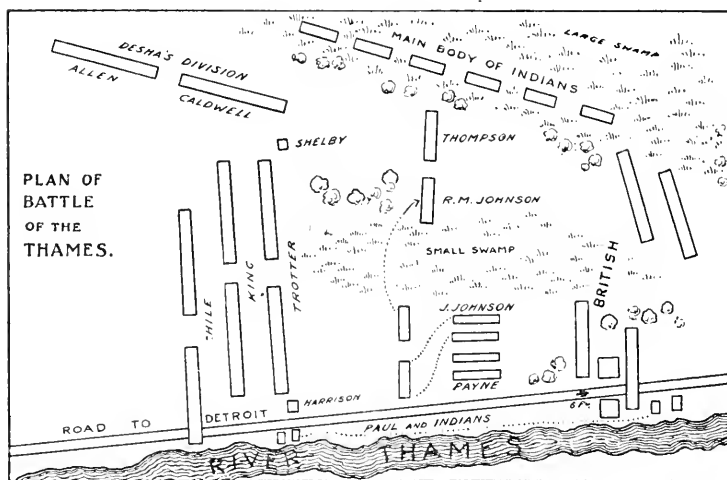 DESHA'S DIVISION
ALLEN
CALDWELL
MAIN BODY OF INDIANS
LARGE SWAMP
SHELBY
THOMPSON
PLAN OF
BATTLE
OF THE
THAMES.
R.M. JOHNSON
SMALL SWAMP
HILE
KING
TROTTER
J. JOHNSON
BRITISH
PAYNE
HARRISON
ROAD TO DETROIT
PAUL AND INDIANS
RIVER THAMES